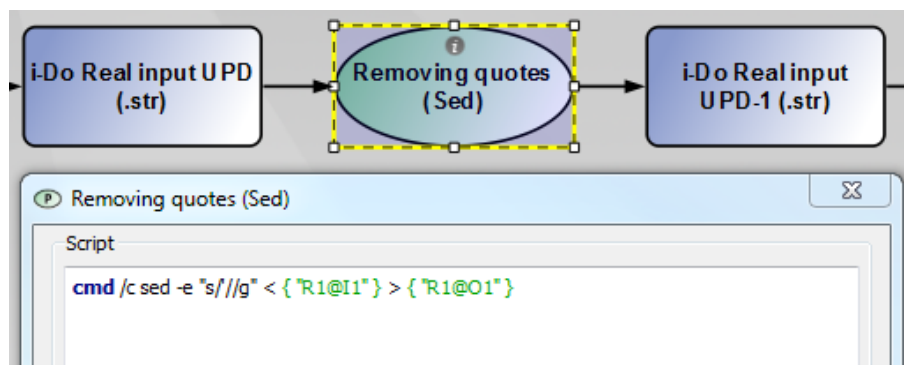 i-Do Real input UPD
(.str)
Removing quotes
(Sed)
i-Do Real input
UPD-1 (.str)
Removing quotes (Sed)
Script
cmd /c sed -e "s/'//g" < { "R1@I1" } > { "R1@O1" }